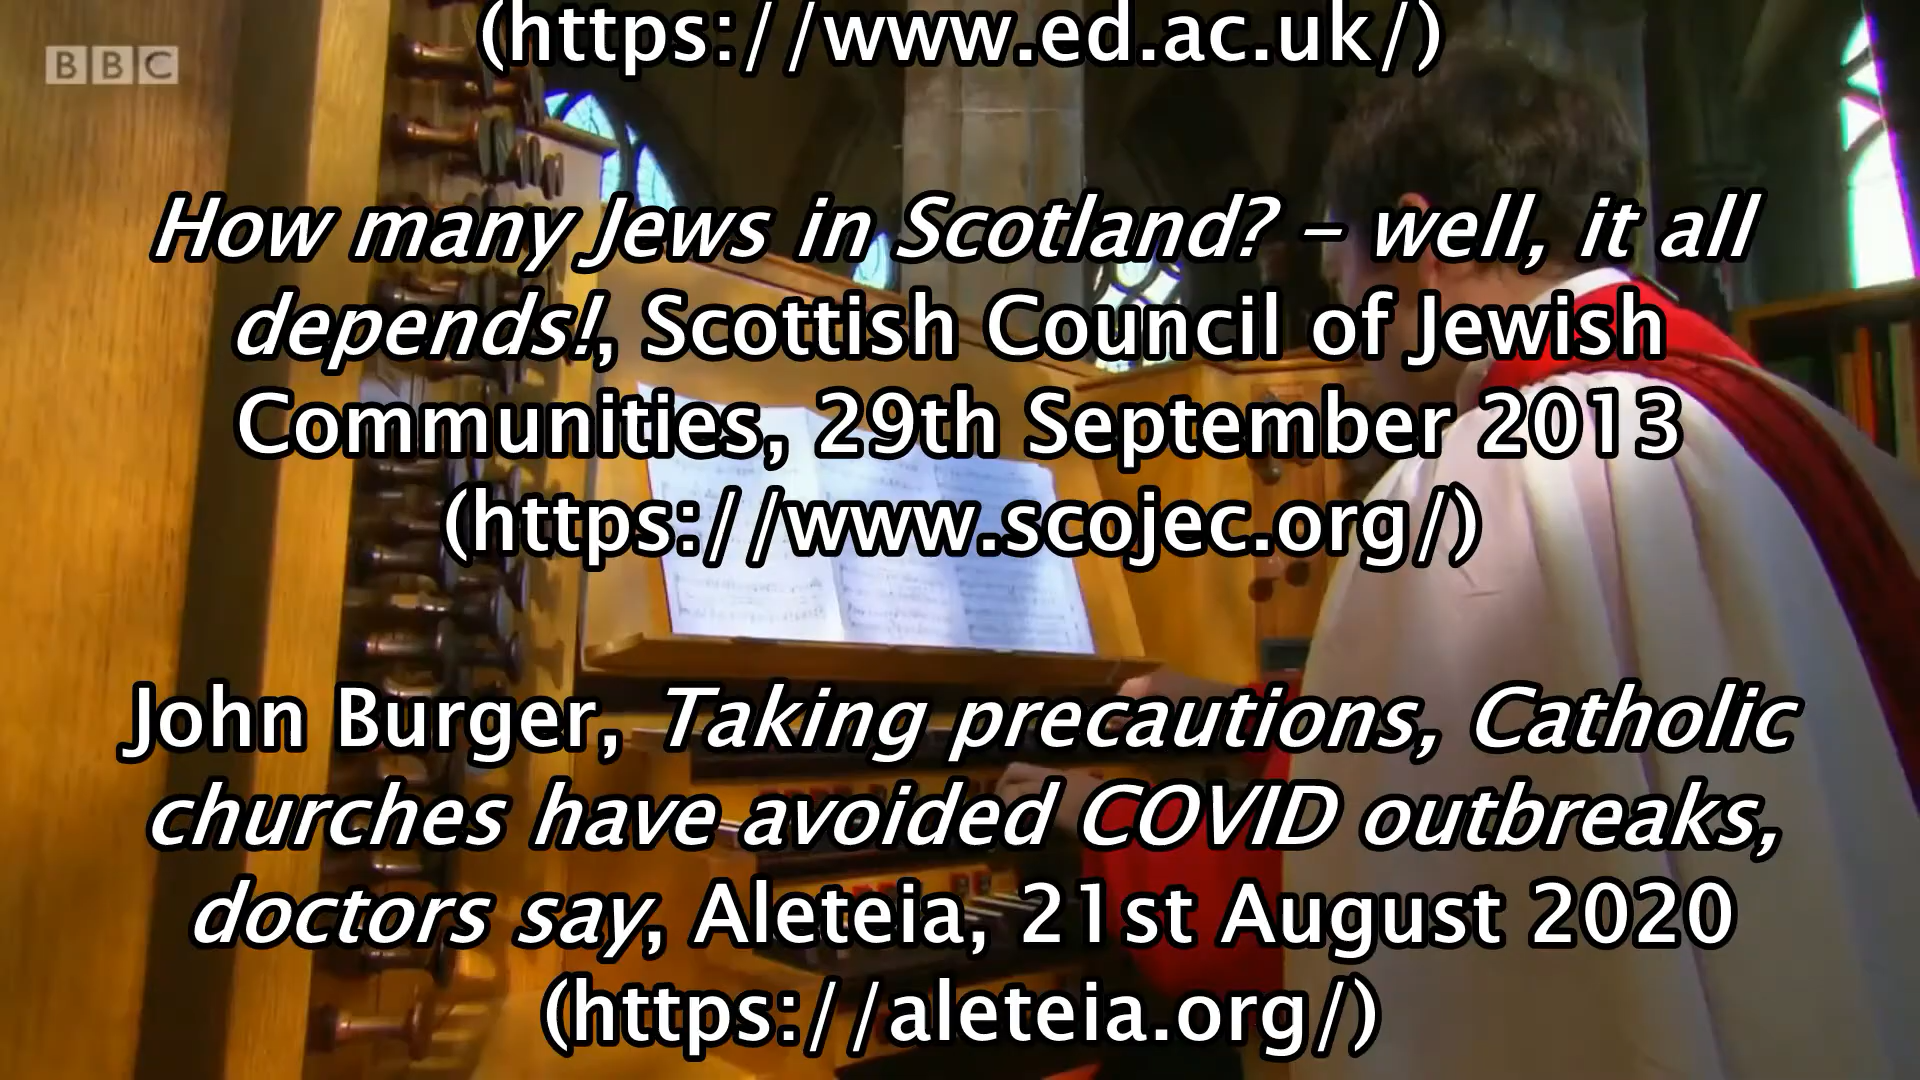 (https://www.ed.ac.uk/)
BBC
How many Jews in Scotland? – well, it all
depends!, Scottish Council of Jewish
Communities, 29th September 2013
(https://www.scojec.org/)
John Burger, Taking precautions, Catholic
churches have avoided COVID outbreaks,
doctors say, Aleteia, 21st August 2020
(https://aleteia.org/)